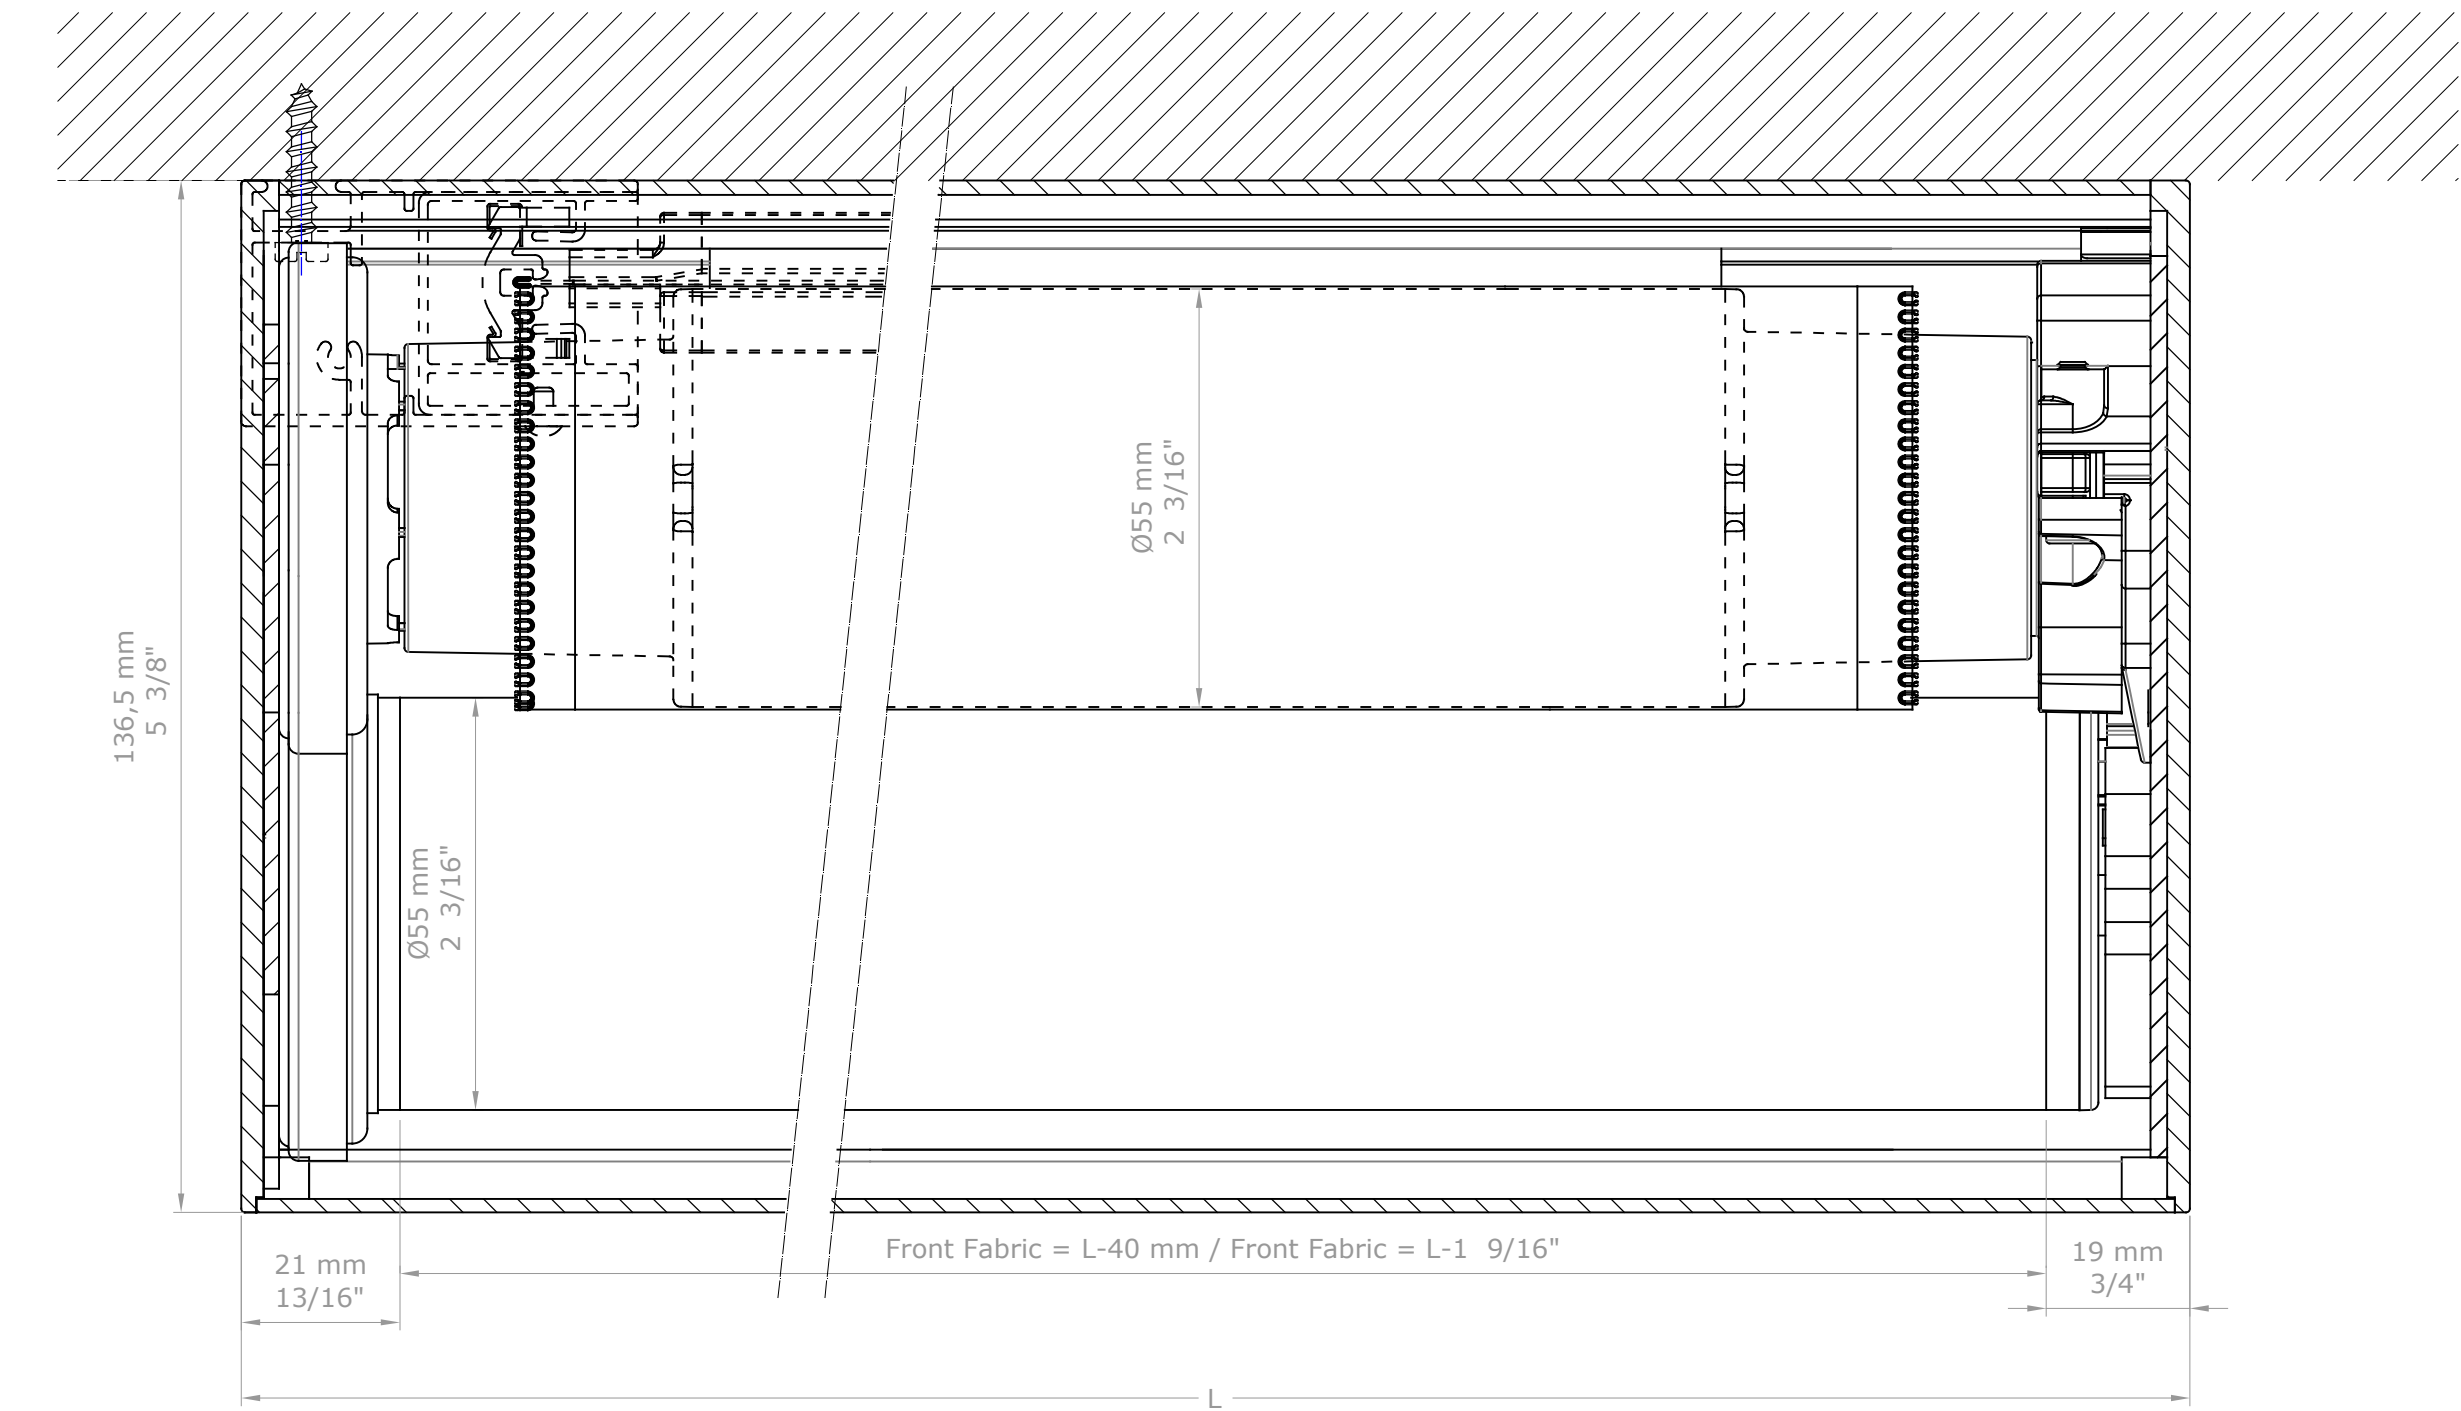 Ø55 mm
2 3/16"
136,5 mm
5 3/8"
Ø55 mm
2 3/16"
Front Fabric = L-40 mm / Front Fabric = L-1 9/16"
21 mm
13/16"
19 mm
3/4"
L